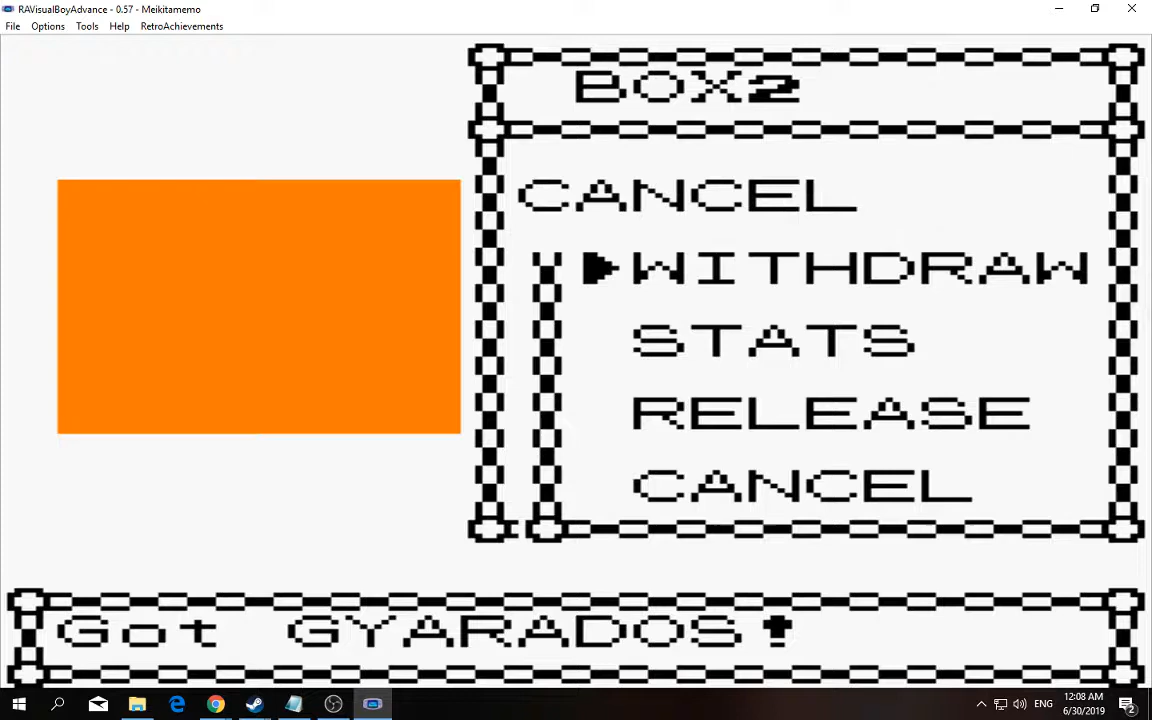 RAVisualBoyAdvance - 0.57 - Meikitamemo
File Options Tools Help RetroAchievements
BOX2
CANCEL
WITHDRAW
STATS
RELEASE
CANCEL
Got GYARADOS!
ENG
12:08 AM
6/30/2019
2